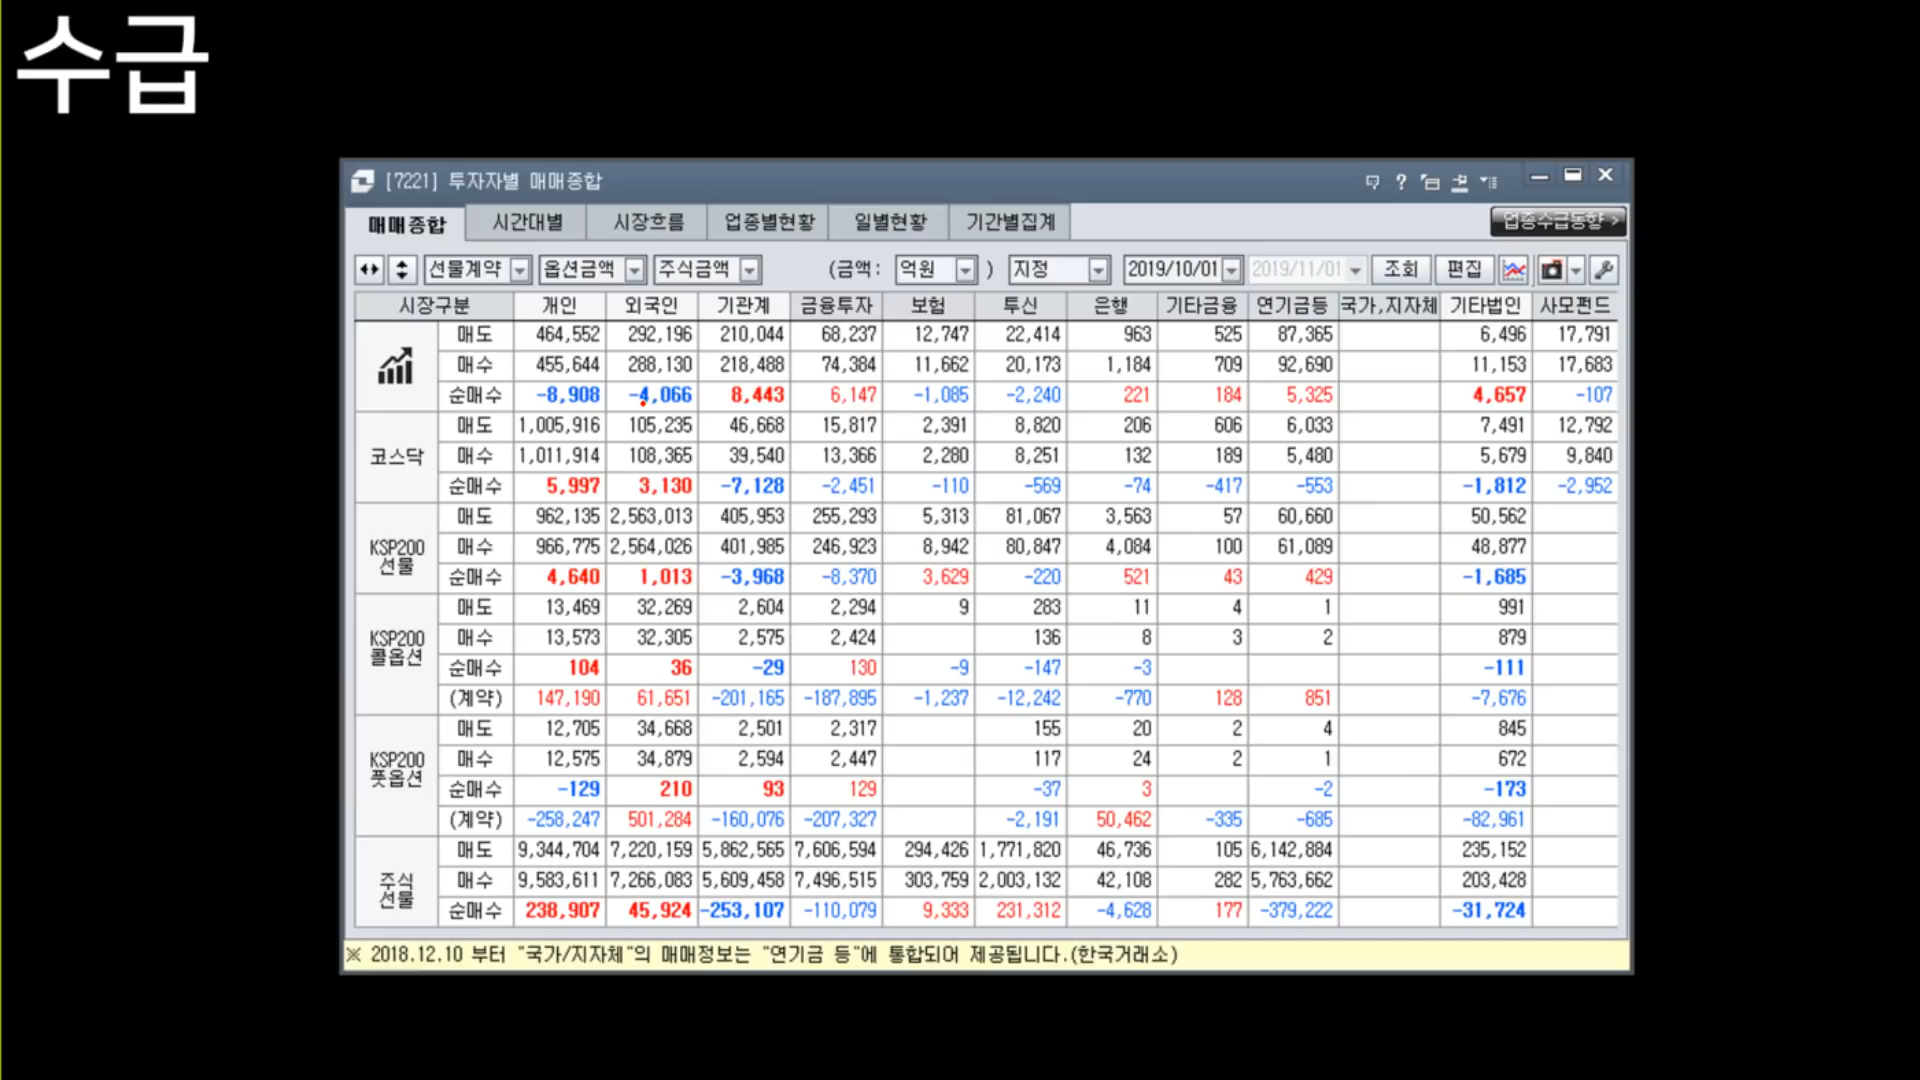 수급
[7221] 투자자별 매매종합
매매종합 시간대별 시장흐름 업종별현황 일별현황 기간별집계 업종수급동향 >
선물계약 옵션금액 주식금액 (금액: 억원 ) 지정 2019/10/01 2019/11/01 조회 편집
시장구분 개인 외국인 기관계 금융투자 보험 투신 은행 기타금융 연기금등 국가,지자체 기타법인 사모펀드
매도 464,552 292,196 210,044 68,237 12,747 22,414 963 525 87,365 6,496 17,791
매수 455,644 288,130 218,488 74,384 11,662 20,173 1,184 709 92,690 11,153 17,683
순매수 -8,908 -4,066 8,443 6,147 -1,085 -2,240 221 184 5,325 4,657 -107
매도 1,005,916 105,235 46,668 15,817 2,391 8,820 206 606 6,033 7,491 12,792
코스닥 매수 1,011,914 108,365 39,540 13,366 2,280 8,251 132 189 5,480 5,679 9,840
순매수 5,997 3,130 -7,128 -2,451 -110 -569 -74 -417 -553 -1,812 -2,952
매도 962,135 2,563,013 405,953 255,293 5,313 81,067 3,563 57 60,660 50,562
KSP200 선물 매수 966,775 2,564,026 401,985 246,923 8,942 80,847 4,084 100 61,089 48,877
순매수 4,640 1,013 -3,968 -8,370 3,629 -220 521 43 429 -1,685
매도 13,469 32,269 2,604 2,294 9 283 11 4 1 991
KSP200 콜옵션 매수 13,573 32,305 2,575 2,424 136 8 3 2 879
순매수 104 36 -29 130 -9 -147 -3 -111
(계약) 147,190 61,651 -201,165 -187,895 -1,237 -12,242 -770 128 851 -7,676
매도 12,705 34,668 2,501 2,317 155 20 2 4 845
KSP200 풋옵션 매수 12,575 34,879 2,594 2,447 117 24 2 1 672
순매수 -129 210 93 129 -37 3 -2 -173
(계약) -258,247 501,284 -160,076 -207,327 -2,191 50,462 -335 -685 -82,961
매도 9,344,704 7,220,159 5,862,565 7,606,594 294,426 1,771,820 46,736 105 6,142,884 235,152
주식 선물 매수 9,583,611 7,266,083 5,609,458 7,496,515 303,759 2,003,132 42,108 282 5,763,662 203,428
순매수 238,907 45,924 -253,107 -110,079 9,333 231,312 -4,628 177 -379,222 -31,724
※ 2018.12.10 부터 "국가/지자체"의 매매정보는 "연기금 등"에 통합되어 제공됩니다.(한국거래소)